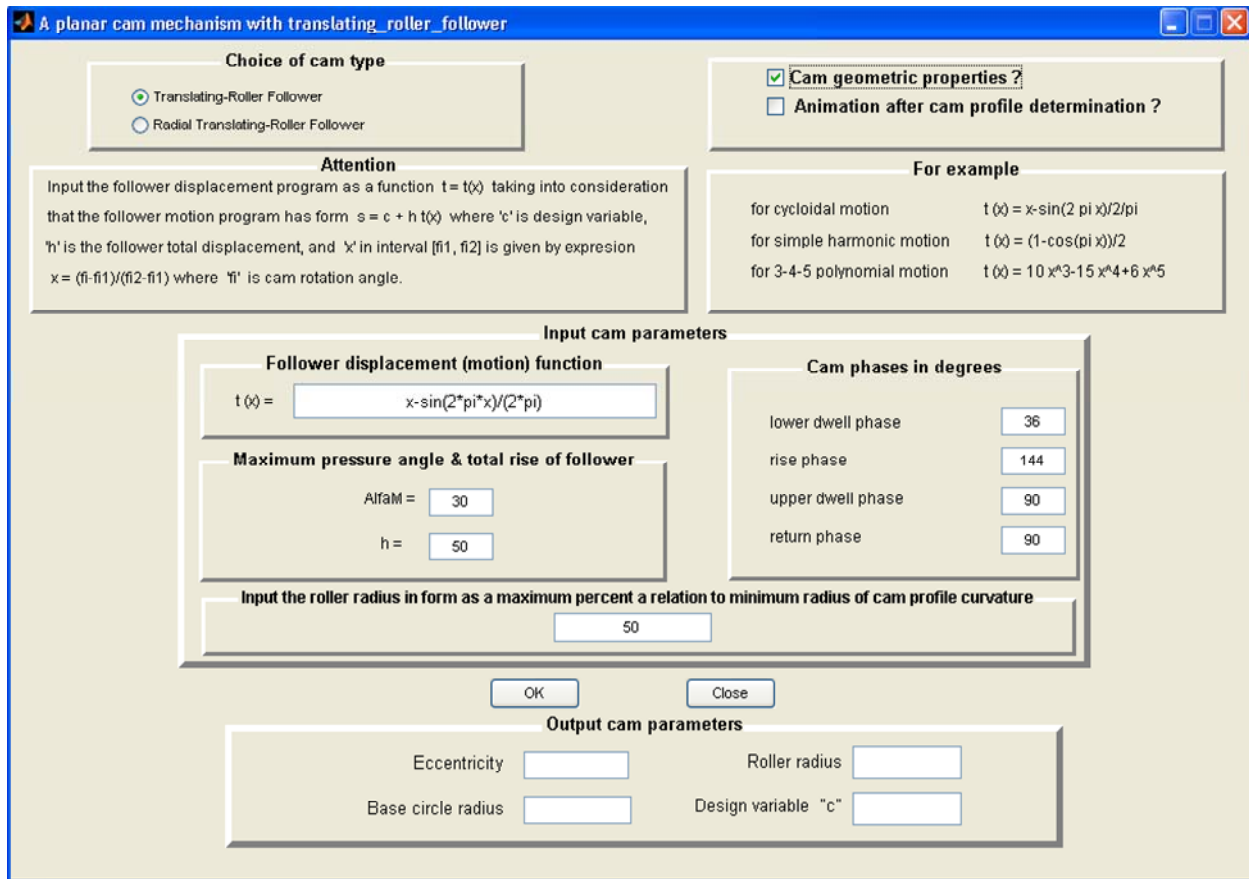 A planar cam mechanism with translating_roller_follower
Choice of cam type
Translating-Roller Follower
Radial Translating-Roller Follower
Cam geometric properties ?
Animation after cam profile determination ?
Attention
Input the follower displacement program as a function t = t(x) taking into consideration
that the follower motion program has form s = c + h t(x) where 'c' is design variable,
'h' is the follower total displacement, and 'x' in interval [fi1, fi2] is given by expresion
x = (fi-fi1)/(fi2-fi1) where 'fi' is cam rotation angle.
For example
for cycloidal motion t (x) = x-sin(2 pi x)/2/pi
for simple harmonic motion t (x) = (1-cos(pi x))/2
for 3-4-5 polynomial motion t (x) = 10 x^3-15 x^4+6 x^5
Input cam parameters
Follower displacement (motion) function
t (x) = x-sin(2*pi*x)/(2*pi)
Maximum pressure angle & total rise of follower
AlfaM = 30
h = 50
Cam phases in degrees
lower dwell phase 36
rise phase 144
upper dwell phase 90
return phase 90
Input the roller radius in form as a maximum percent a relation to minimum radius of cam profile curvature
50
OK Close
Output cam parameters
Eccentricity Roller radius
Base circle radius Design variable "c"